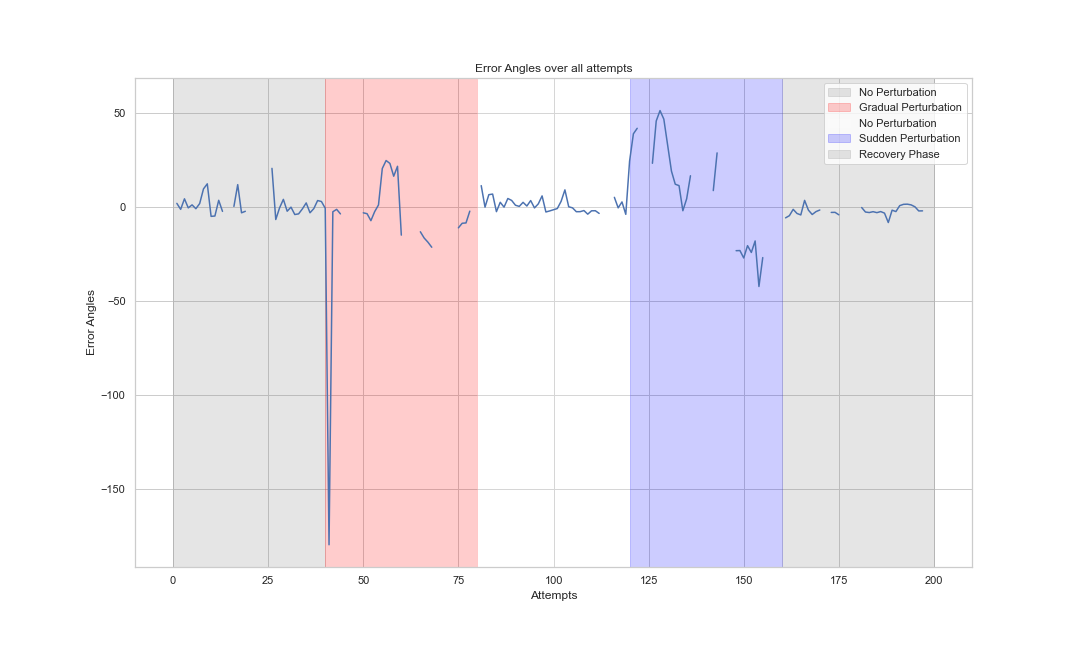 Error Angles over all attempts
No Perturbation
Gradual Perturbation
No Perturbation
Sudden Perturbation
Recovery Phase
50
0
−50
−100
−150
Error Angles
0 25 50 75 100 125 150 175 200
Attempts